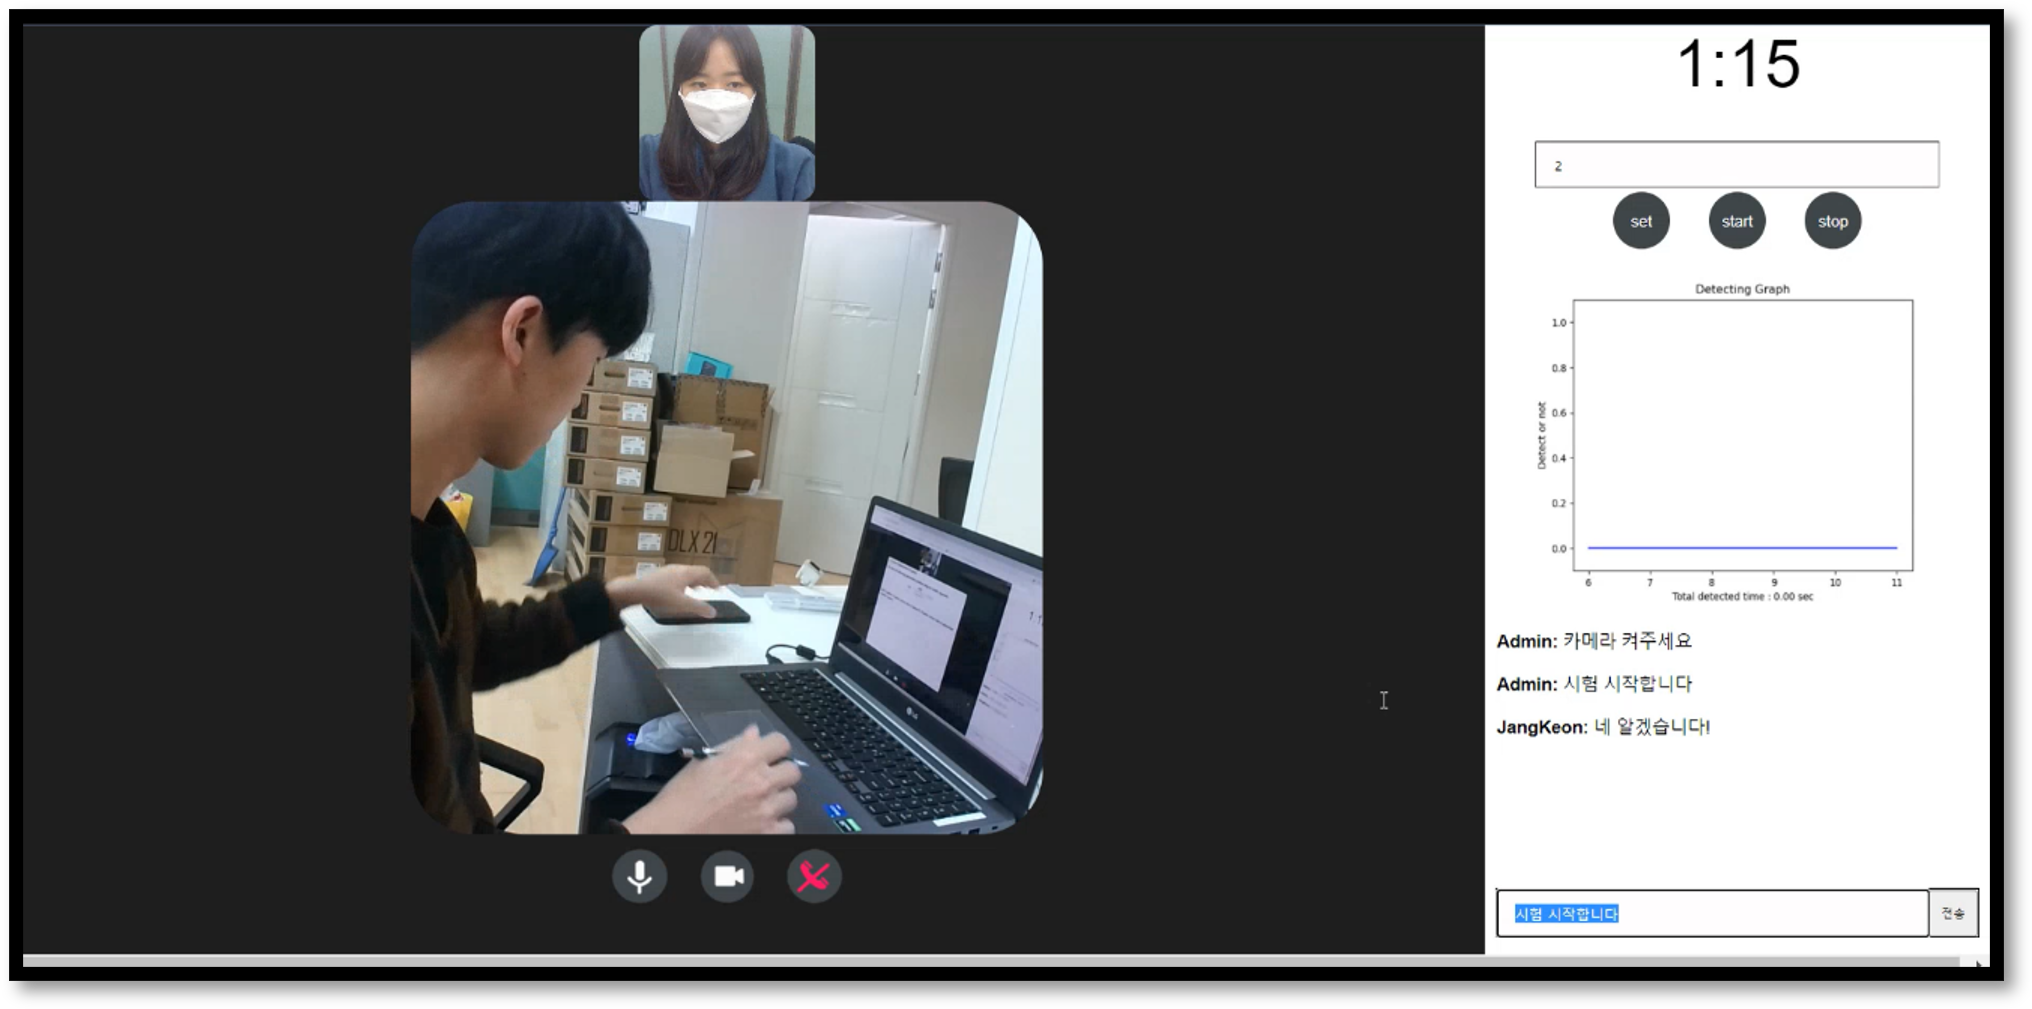 1:15
2
set start stop
Detecting Graph
1.0
0.8
0.6
0.4
0.2
0.0
Detect or not
6 7 8 9 10 11
Total detected time : 0.00 sec
DLX 21
LG
Admin: 카메라 켜주세요
Admin: 시험 시작합니다
JangKeon: 네 알겠습니다!
시험 시작합니다 전송